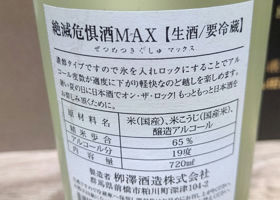 絶滅危惧酒MAX【生酒/要冷蔵】
ぜつめつきぐしゅ マックス
濃醇タイプですので氷を入れロックにすることでアル
コール度数が適度に下がり軽快なのど越しを楽しめます。
暑い夏の日に日本酒でオン・ザ・ロック!もっともっと日本酒を
お楽しみ頂くために。
原材料名 米(国産)、米こうじ(国産米)、
醸造アルコール
精米歩合 65%
アルコール分 19度
内容量 720ml
柳澤酒造株式会社
群馬県前橋市粕川町深津104-2